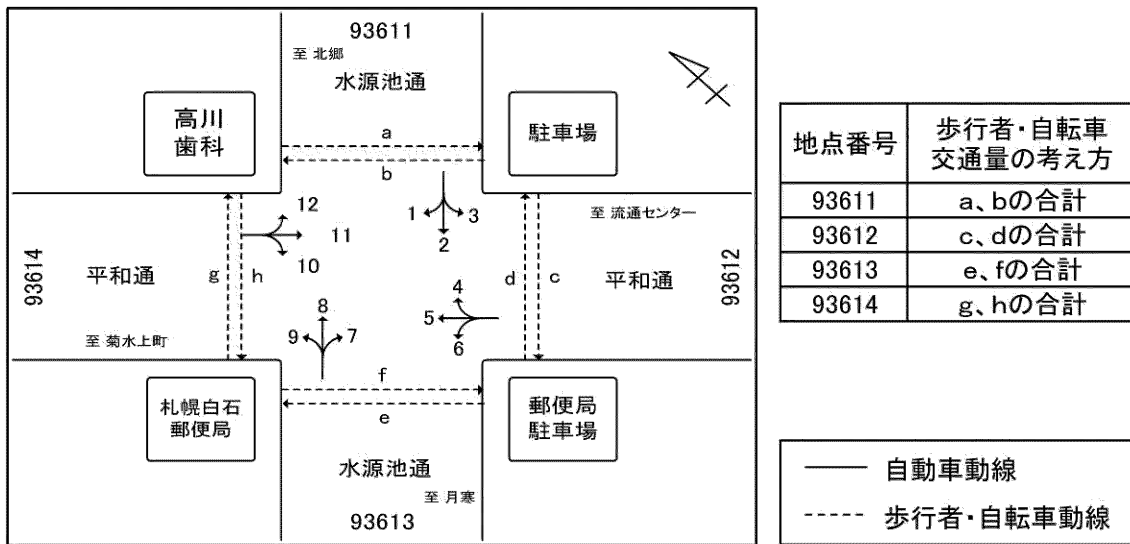 93611
至 北郷
水源池通
高川
歯科
駐車場
a
b
12
11
10
1
2
3
至 流通センター
93614
平和通
g
h
d
c
平和通
93612
4
5
6
8
9
7
至 菊水上町
f
e
札幌白石
郵便局
郵便局
駐車場
水源池通
至 月寒
93613
地点番号
歩行者・自転車
交通量の考え方
93611
a、bの合計
93612
c、dの合計
93613
e、fの合計
93614
g、hの合計
自動車動線
歩行者・自転車動線